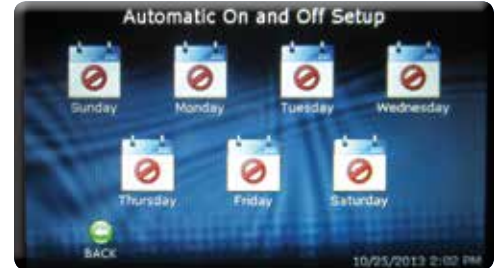 Automatic On and Off Setup
Sunday Monday Tuesday Wednesday
Thursday Friday Saturday
BACK
10/25/2013 2:02 PM